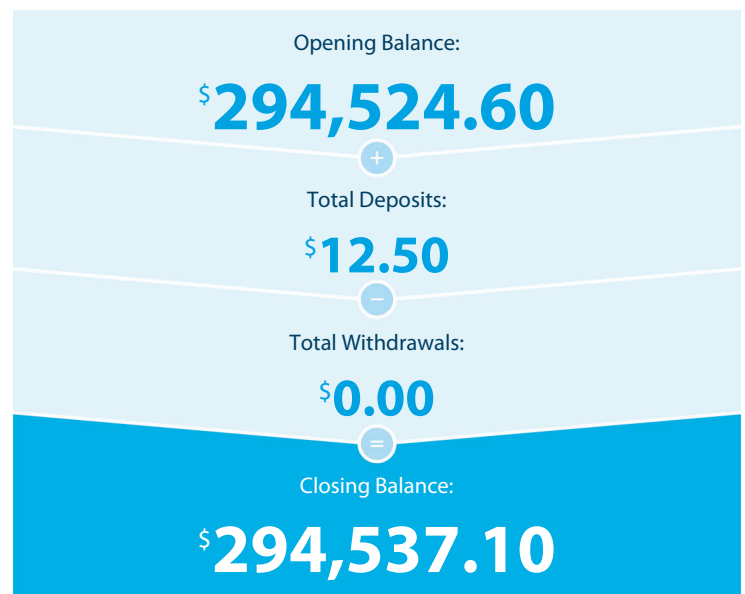 Opening Balance:
$294,524.60
+
Total Deposits:
$12.50
−
Total Withdrawals:
$0.00
=
Closing Balance:
$294,537.10